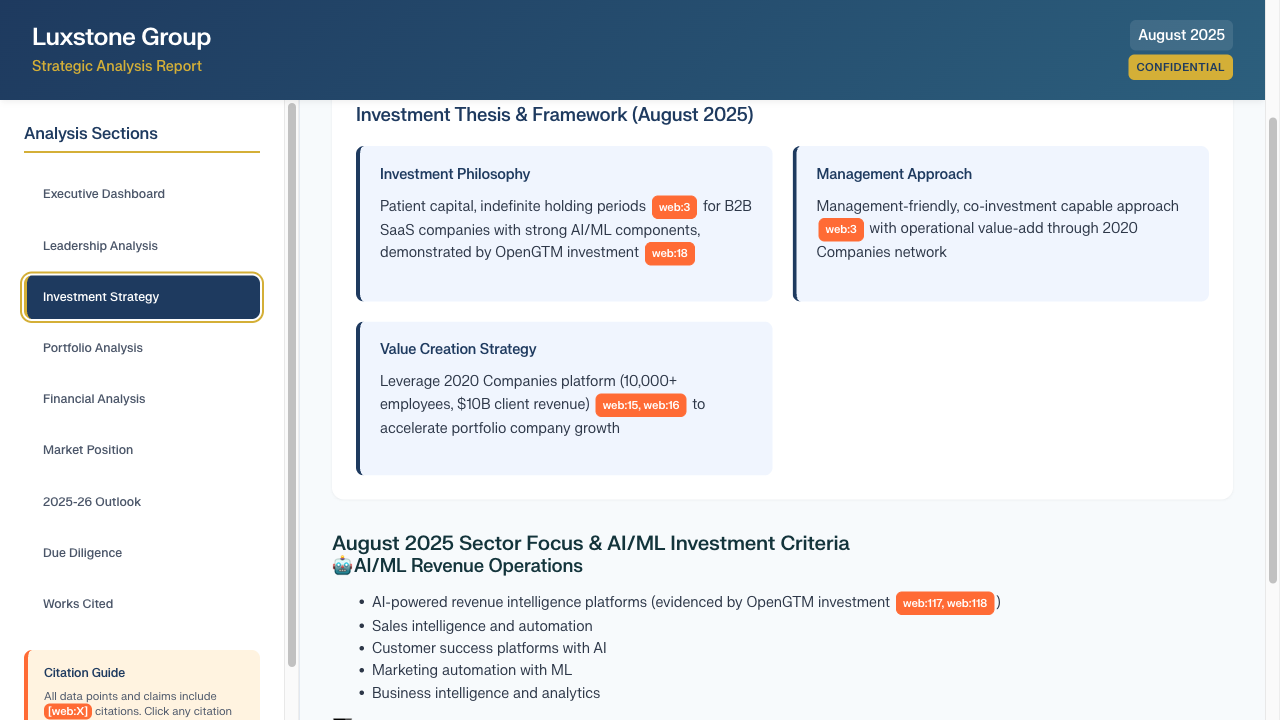 Luxstone Group
Strategic Analysis Report
August 2025
CONFIDENTIAL
Analysis Sections
Executive Dashboard
Leadership Analysis
Investment Strategy
Portfolio Analysis
Financial Analysis
Market Position
2025-26 Outlook
Due Diligence
Works Cited
Citation Guide
All data points and claims include
[web:X] citations. Click any citation
Investment Thesis & Framework (August 2025)
Investment Philosophy
Patient capital, indefinite holding periods web:3 for B2B
SaaS companies with strong AI/ML components,
demonstrated by OpenGTM investment web:18
Management Approach
Management-friendly, co-investment capable approach
web:3 with operational value-add through 2020
Companies network
Value Creation Strategy
Leverage 2020 Companies platform (10,000+
employees, $10B client revenue) web:15, web:16 to
accelerate portfolio company growth
August 2025 Sector Focus & AI/ML Investment Criteria
🤖AI/ML Revenue Operations
• AI-powered revenue intelligence platforms (evidenced by OpenGTM investment web:117, web:118)
• Sales intelligence and automation
• Customer success platforms with AI
• Marketing automation with ML
• Business intelligence and analytics